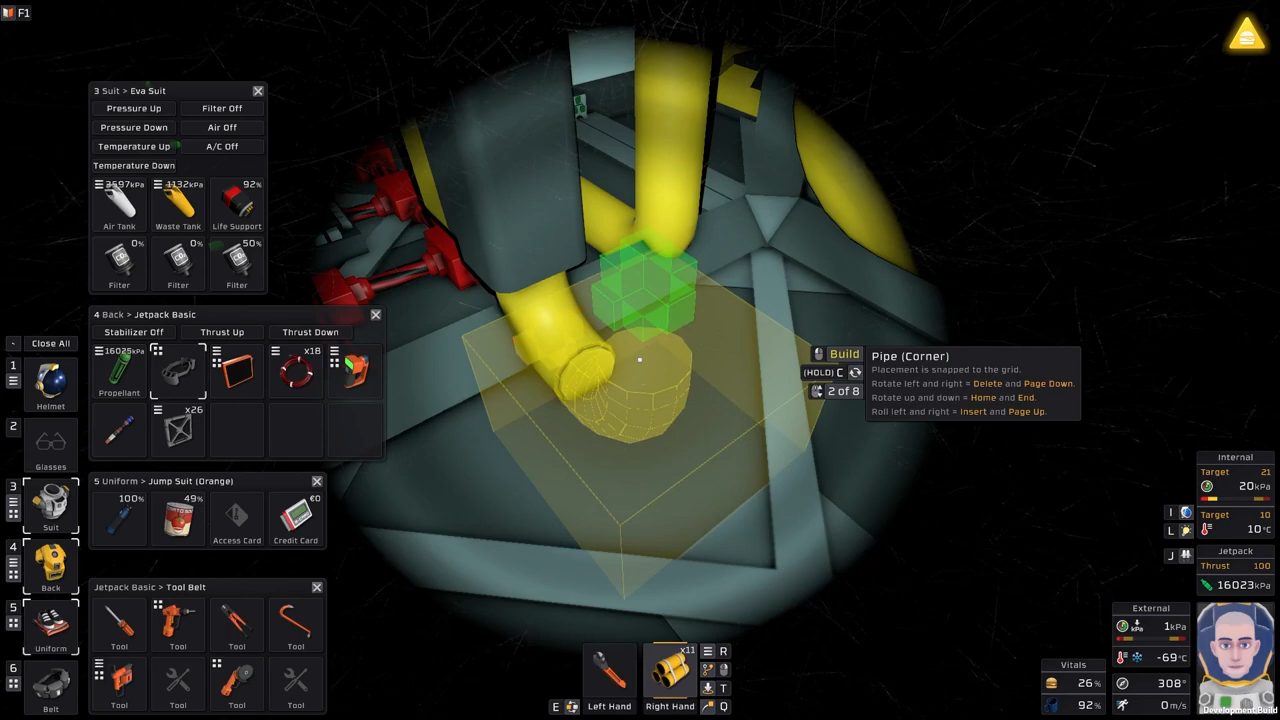 F1
3 Suit > Eva Suit
Pressure Up
Filter Off
Pressure Down
Air Off
Temperature Up
A/C Off
Temperature Down
3597kPa
1132kPa
92%
Air Tank
Waste Tank
Life Support
0%
0%
50%
Filter
Filter
Filter
4 Back > Jetpack Basic
Stabilizer Off
Thrust Up
Thrust Down
16025kPa
x18
Propellant
x26
5 Uniform > Jump Suit (Orange)
100%
49%
€0
Access Card
Credit Card
Jetpack Basic > Tool Belt
Tool
Tool
Tool
Tool
Tool
Tool
Tool
Tool
Close All
1
Helmet
2
Glasses
3
Suit
4
Back
5
Uniform
6
Belt
Build
(HOLD) C
2 of 8
Pipe (Corner)
Placement is snapped to the grid.
Rotate left and right = Delete and Page Down.
Rotate up and down = Home and End.
Roll left and right = Insert and Page Up.
E
Left Hand
x11
Right Hand
R
T
Q
Internal
Target 21
20kPa
Target 10
10°C
I
L
J
Jetpack
Thrust 100
16023kPa
External
kPa
1kPa
-69°C
308°
0m/s
Vitals
26%
92%
Development Build